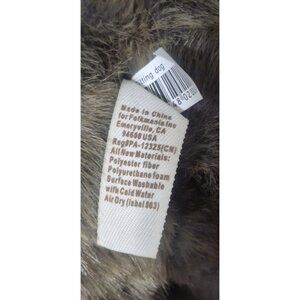 tting dog
Made in China
for Folkmanis Inc
Emeryville, CA
94608 USA
Reg#PA-12325(CN)
All New Materials:
Polyester fiber
Polyurethane foam
Surface Washable
with Cold Water
Air Dry (label 003)